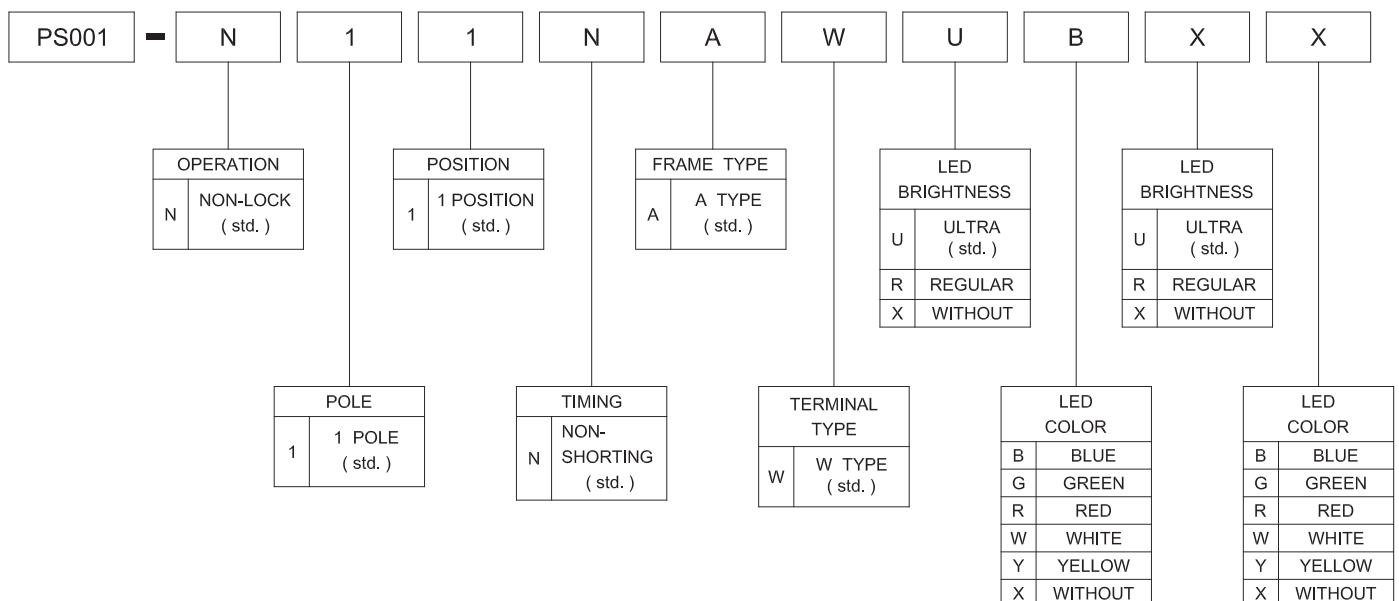 PS001 - N 1 1 N A W U B X X
OPERATION
N NON-LOCK
( std. )
POSITION
1 1 POSITION
( std. )
FRAME TYPE
A A TYPE
( std. )
LED
BRIGHTNESS
U ULTRA
( std. )
R REGULAR
X WITHOUT
LED
BRIGHTNESS
U ULTRA
( std. )
R REGULAR
X WITHOUT
POLE
1 1 POLE
( std. )
TIMING
N NON-
SHORTING
( std. )
TERMINAL
TYPE
W W TYPE
( std. )
LED
COLOR
B BLUE
G GREEN
R RED
W WHITE
Y YELLOW
X WITHOUT
LED
COLOR
B BLUE
G GREEN
R RED
W WHITE
Y YELLOW
X WITHOUT